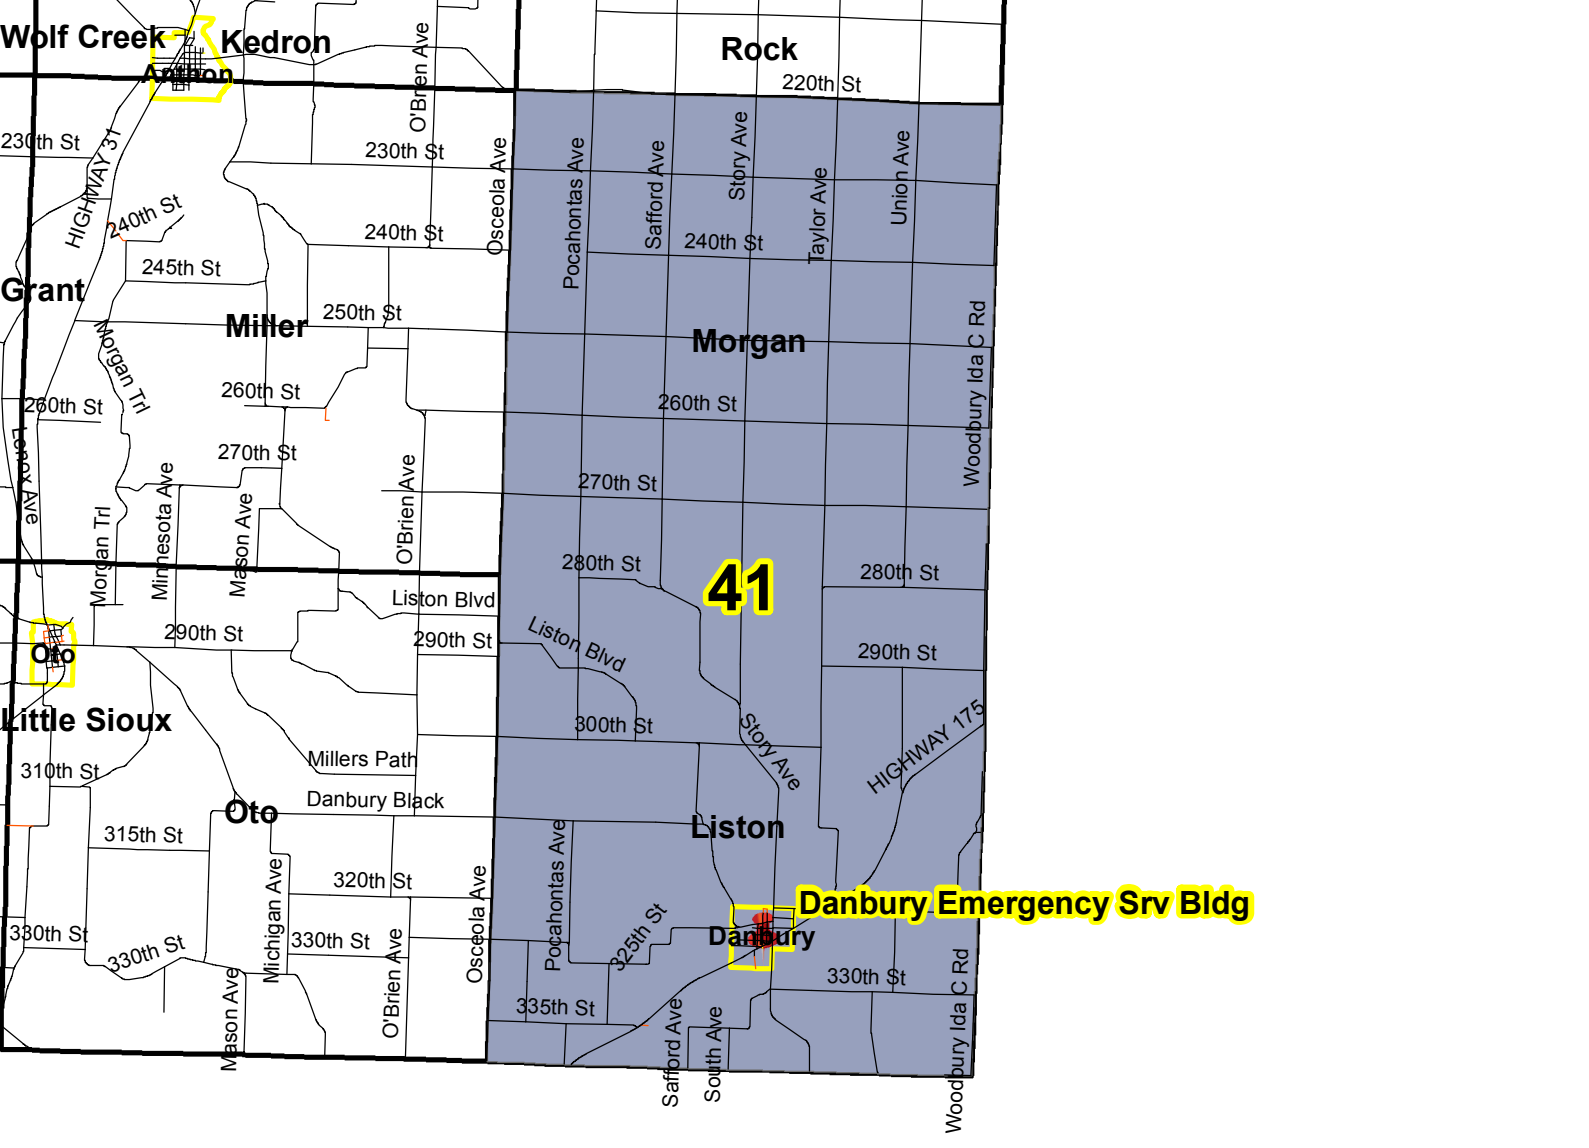 Wolf Creek
Kedron
Rock
Anthon
220th St
O'Brien Ave
HIGHWAY 31
230th St
230th St
Osceola Ave
Pocahontas Ave
Safford Ave
Story Ave
Taylor Ave
Union Ave
240th St
240th St
240th St
245th St
Grant
250th St
Miller
Morgan
Woodbury Ida C Rd
Morgan Trl
260th St
260th St
260th St
Lenox Ave
270th St
270th St
Morgan Trl
Minnesota Ave
Mason Ave
O'Brien Ave
280th St
41
280th St
Liston Blvd
290th St
290th St
Liston Blvd
290th St
Oto
Little Sioux
300th St
Story Ave
HIGHWAY 175
Millers Path
310th St
Danbury Black
Oto
Liston
315th St
Pocahontas Ave
Michigan Ave
320th St
Osceola Ave
325th St
Danbury Emergency Srv Bldg
Danbury
330th St
330th St
330th St
330th St
O'Brien Ave
Mason Ave
335th St
Safford Ave
South Ave
Woodbury Ida C Rd